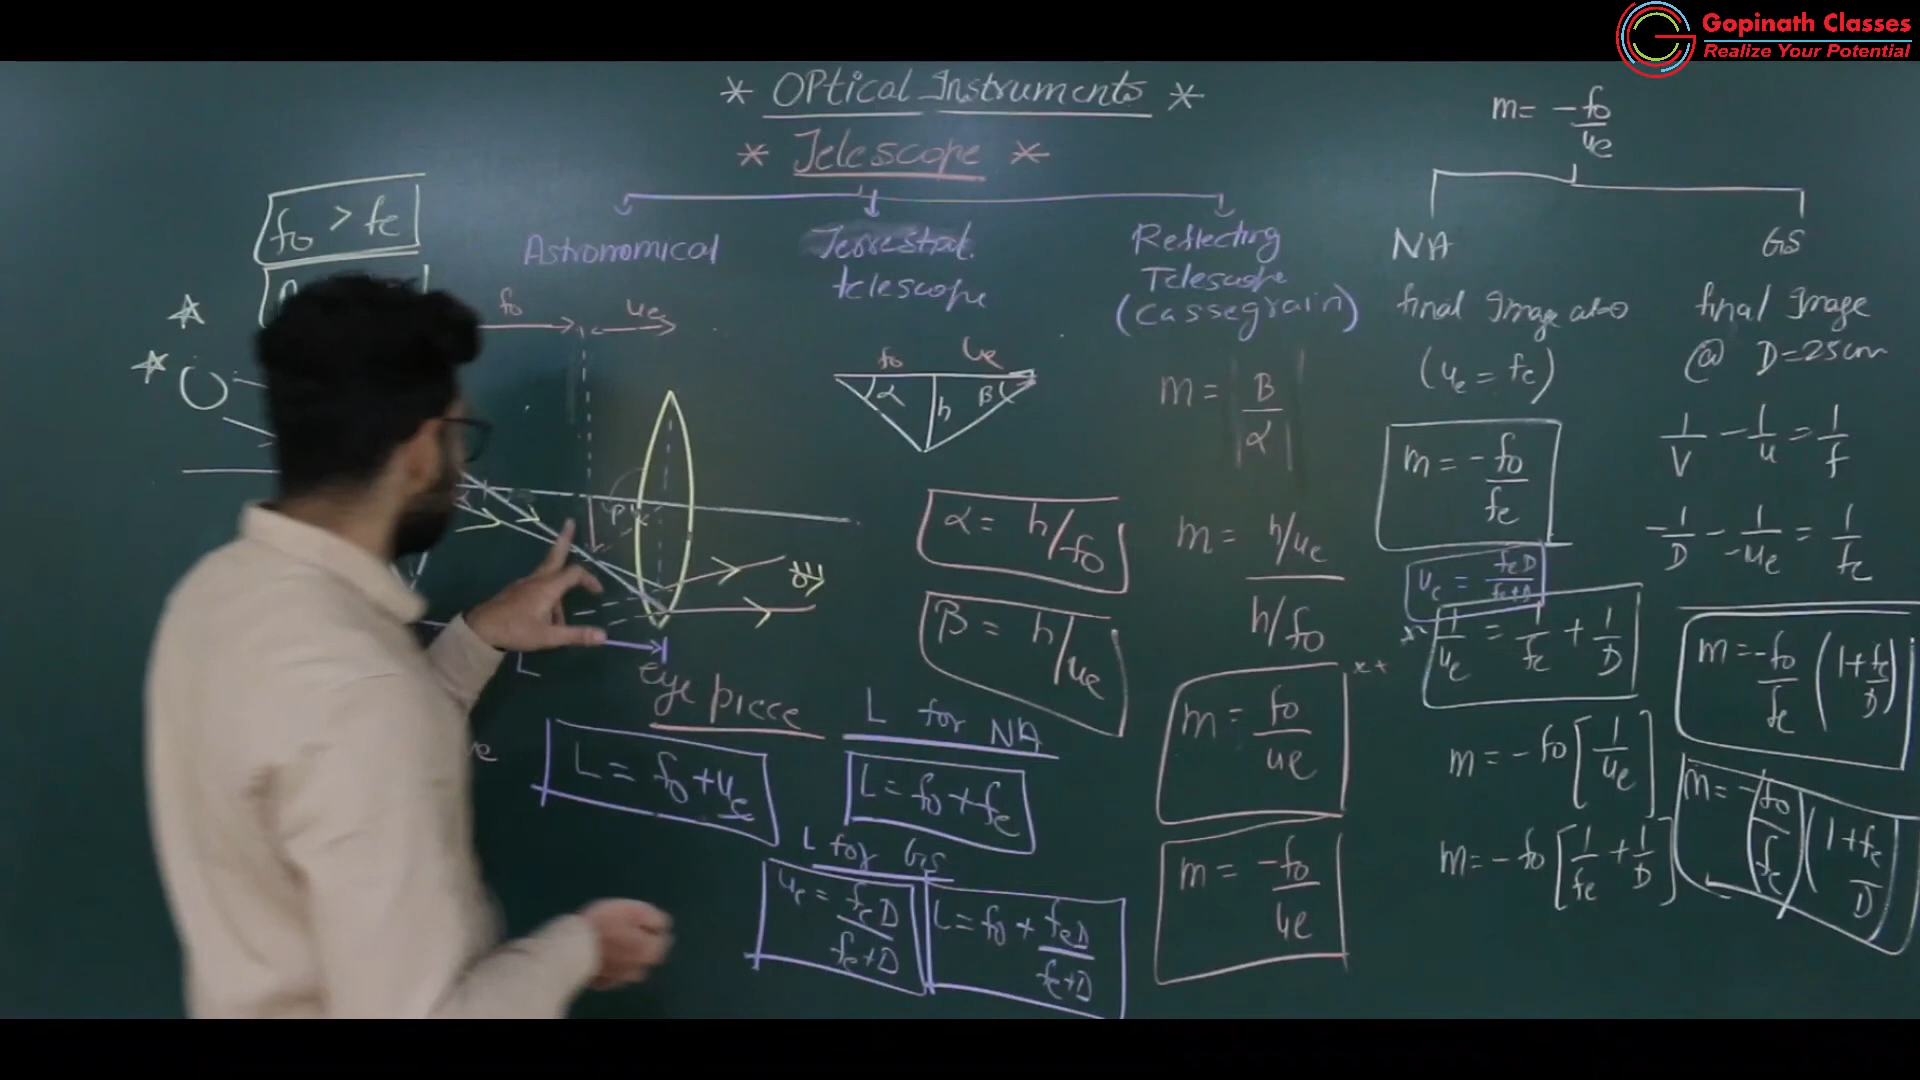 Gopinath Classes
Realize Your Potential
* Optical Instruments *
* Telescope *
Astronomical
Terrestrial telescope
Reflecting Telescope (Cassegrain)
fo > fe
fo
ue
fo
ue
α
h
β
L
eye piece
α = h/fo
β = h/ue
L = fo+ue
L for NA
L = fo+fe
L for GS
ue = feD/fe+D
L = fo + feD/fe+D
m = β/α
m = h/ue / h/fo
m = fo/ue
m = -fo/ue
m = -fo/ue
NA
final Image at ∞
(ue = fe)
m = -fo/fe
ue = feD/fe+D
1/ue = 1/fe + 1/D
m = -fo[1/ue]
m = -fo[1/fe + 1/D]
GS
final Image
@ D=25cm
1/v - 1/u = 1/f
-1/D - 1/-ue = 1/fe
m = -fo/fe (1+fe/D)
m = -fo/fe (1+fe/D)